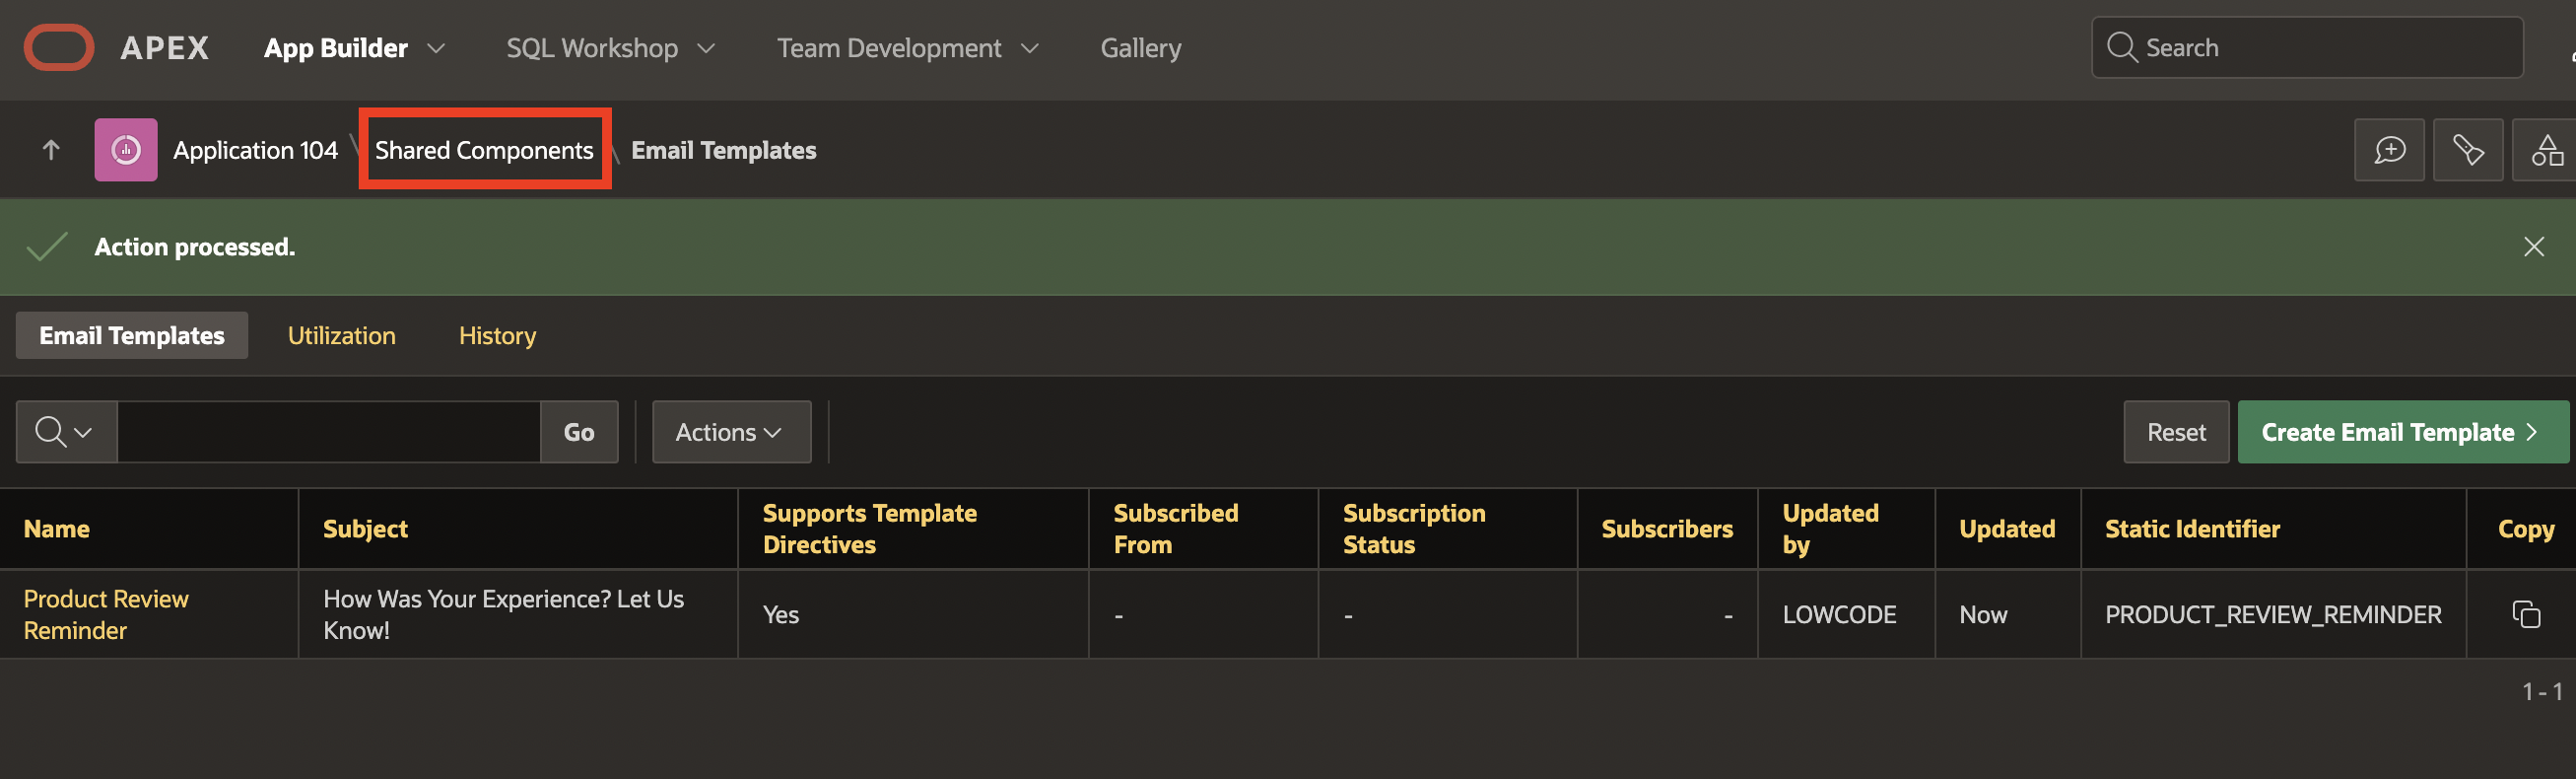 APEX App Builder SQL Workshop Team Development Gallery Search
Application 104 \ Shared Components \ Email Templates
Action processed.
Email Templates Utilization History
Go Actions Reset Create Email Template
Name Subject Supports Template Directives Subscribed From Subscription Status Subscribers Updated by Updated Static Identifier Copy
Product Review Reminder How Was Your Experience? Let Us Know! Yes - - - LOWCODE Now PRODUCT_REVIEW_REMINDER
1 - 1